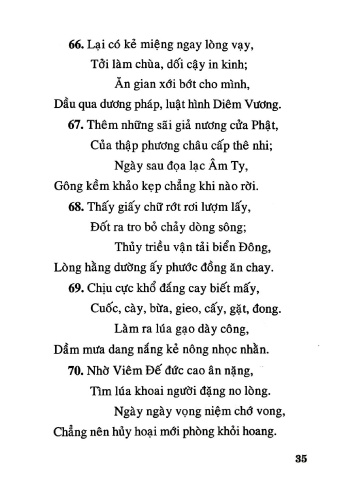 66. Lại có kẻ miệng ngay lòng vạy,
Tởi làm chùa, dối cậy in kinh;
Ăn gian xới bớt cho mình,
Dẩu qua dương pháp, luật hình Diêm Vương.
67. Thêm những sãi giả nương cửa Phật,
Của thập phương châu cấp thê nhi;
Ngày sau đọa lạc Âm Ty,
Gông kềm khảo kẹp chẳng khi nào rời.
68. Thấy giấy chữ rớt rơi lượm lấy,
Đốt ra tro bỏ chảy dòng sông;
Thủy triều vận tải biển Đông,
Lòng hằng dường ấy phước đồng ăn chay.
69. Chịu cực khổ đắng cay biết mấy,
Cuốc, cày, bừa, gieo, cấy, gặt, đong.
Làm ra lúa gạo dày công,
Dầm mưa dang nắng kẻ nông nhọc nhằn.
70. Nhờ Viêm Đế đức cao ân nặng,
Tìm lúa khoai người đặng no lòng.
Ngày ngày vọng niệm chớ vong,
Chẳng nên hủy hoại mới phòng khỏi hoang.
35